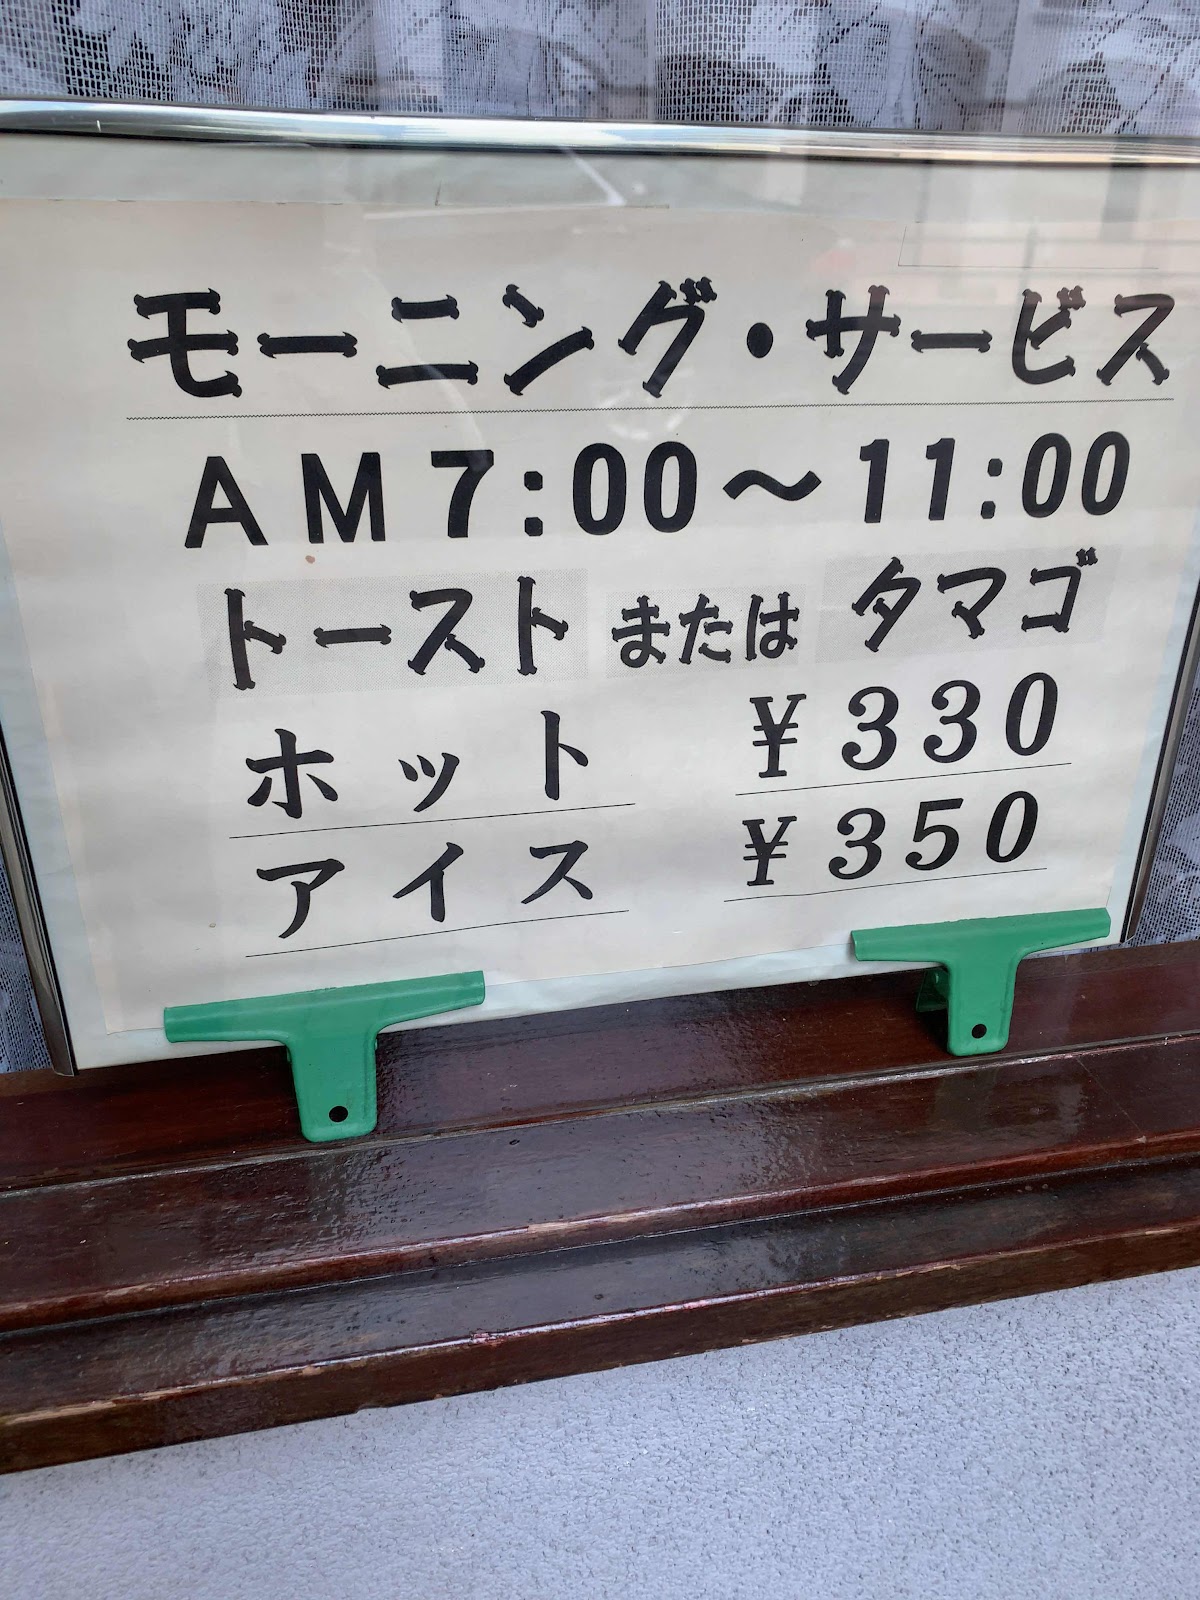 モーニング・サービス
AM7:00～11:00
トースト または タマゴ
ホット ¥330
アイス ¥350